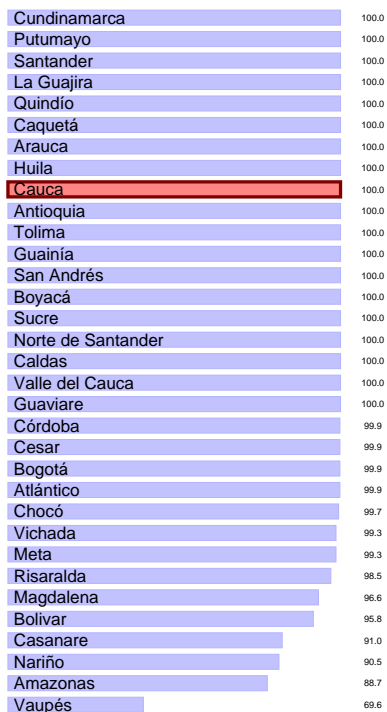 Cundinamarca 100.0
Putumayo 100.0
Santander 100.0
La Guajira 100.0
Quindío 100.0
Caquetá 100.0
Arauca 100.0
Huila 100.0
Cauca 100.0
Antioquia 100.0
Tolima 100.0
Guainía 100.0
San Andrés 100.0
Boyacá 100.0
Sucre 100.0
Norte de Santander 100.0
Caldas 100.0
Valle del Cauca 100.0
Guaviare 100.0
Córdoba 99.9
Cesar 99.9
Bogotá 99.9
Atlántico 99.9
Chocó 99.7
Vichada 99.3
Meta 99.3
Risaralda 98.5
Magdalena 96.6
Bolivar 95.8
Casanare 91.0
Nariño 90.5
Amazonas 88.7
Vaupés 69.6